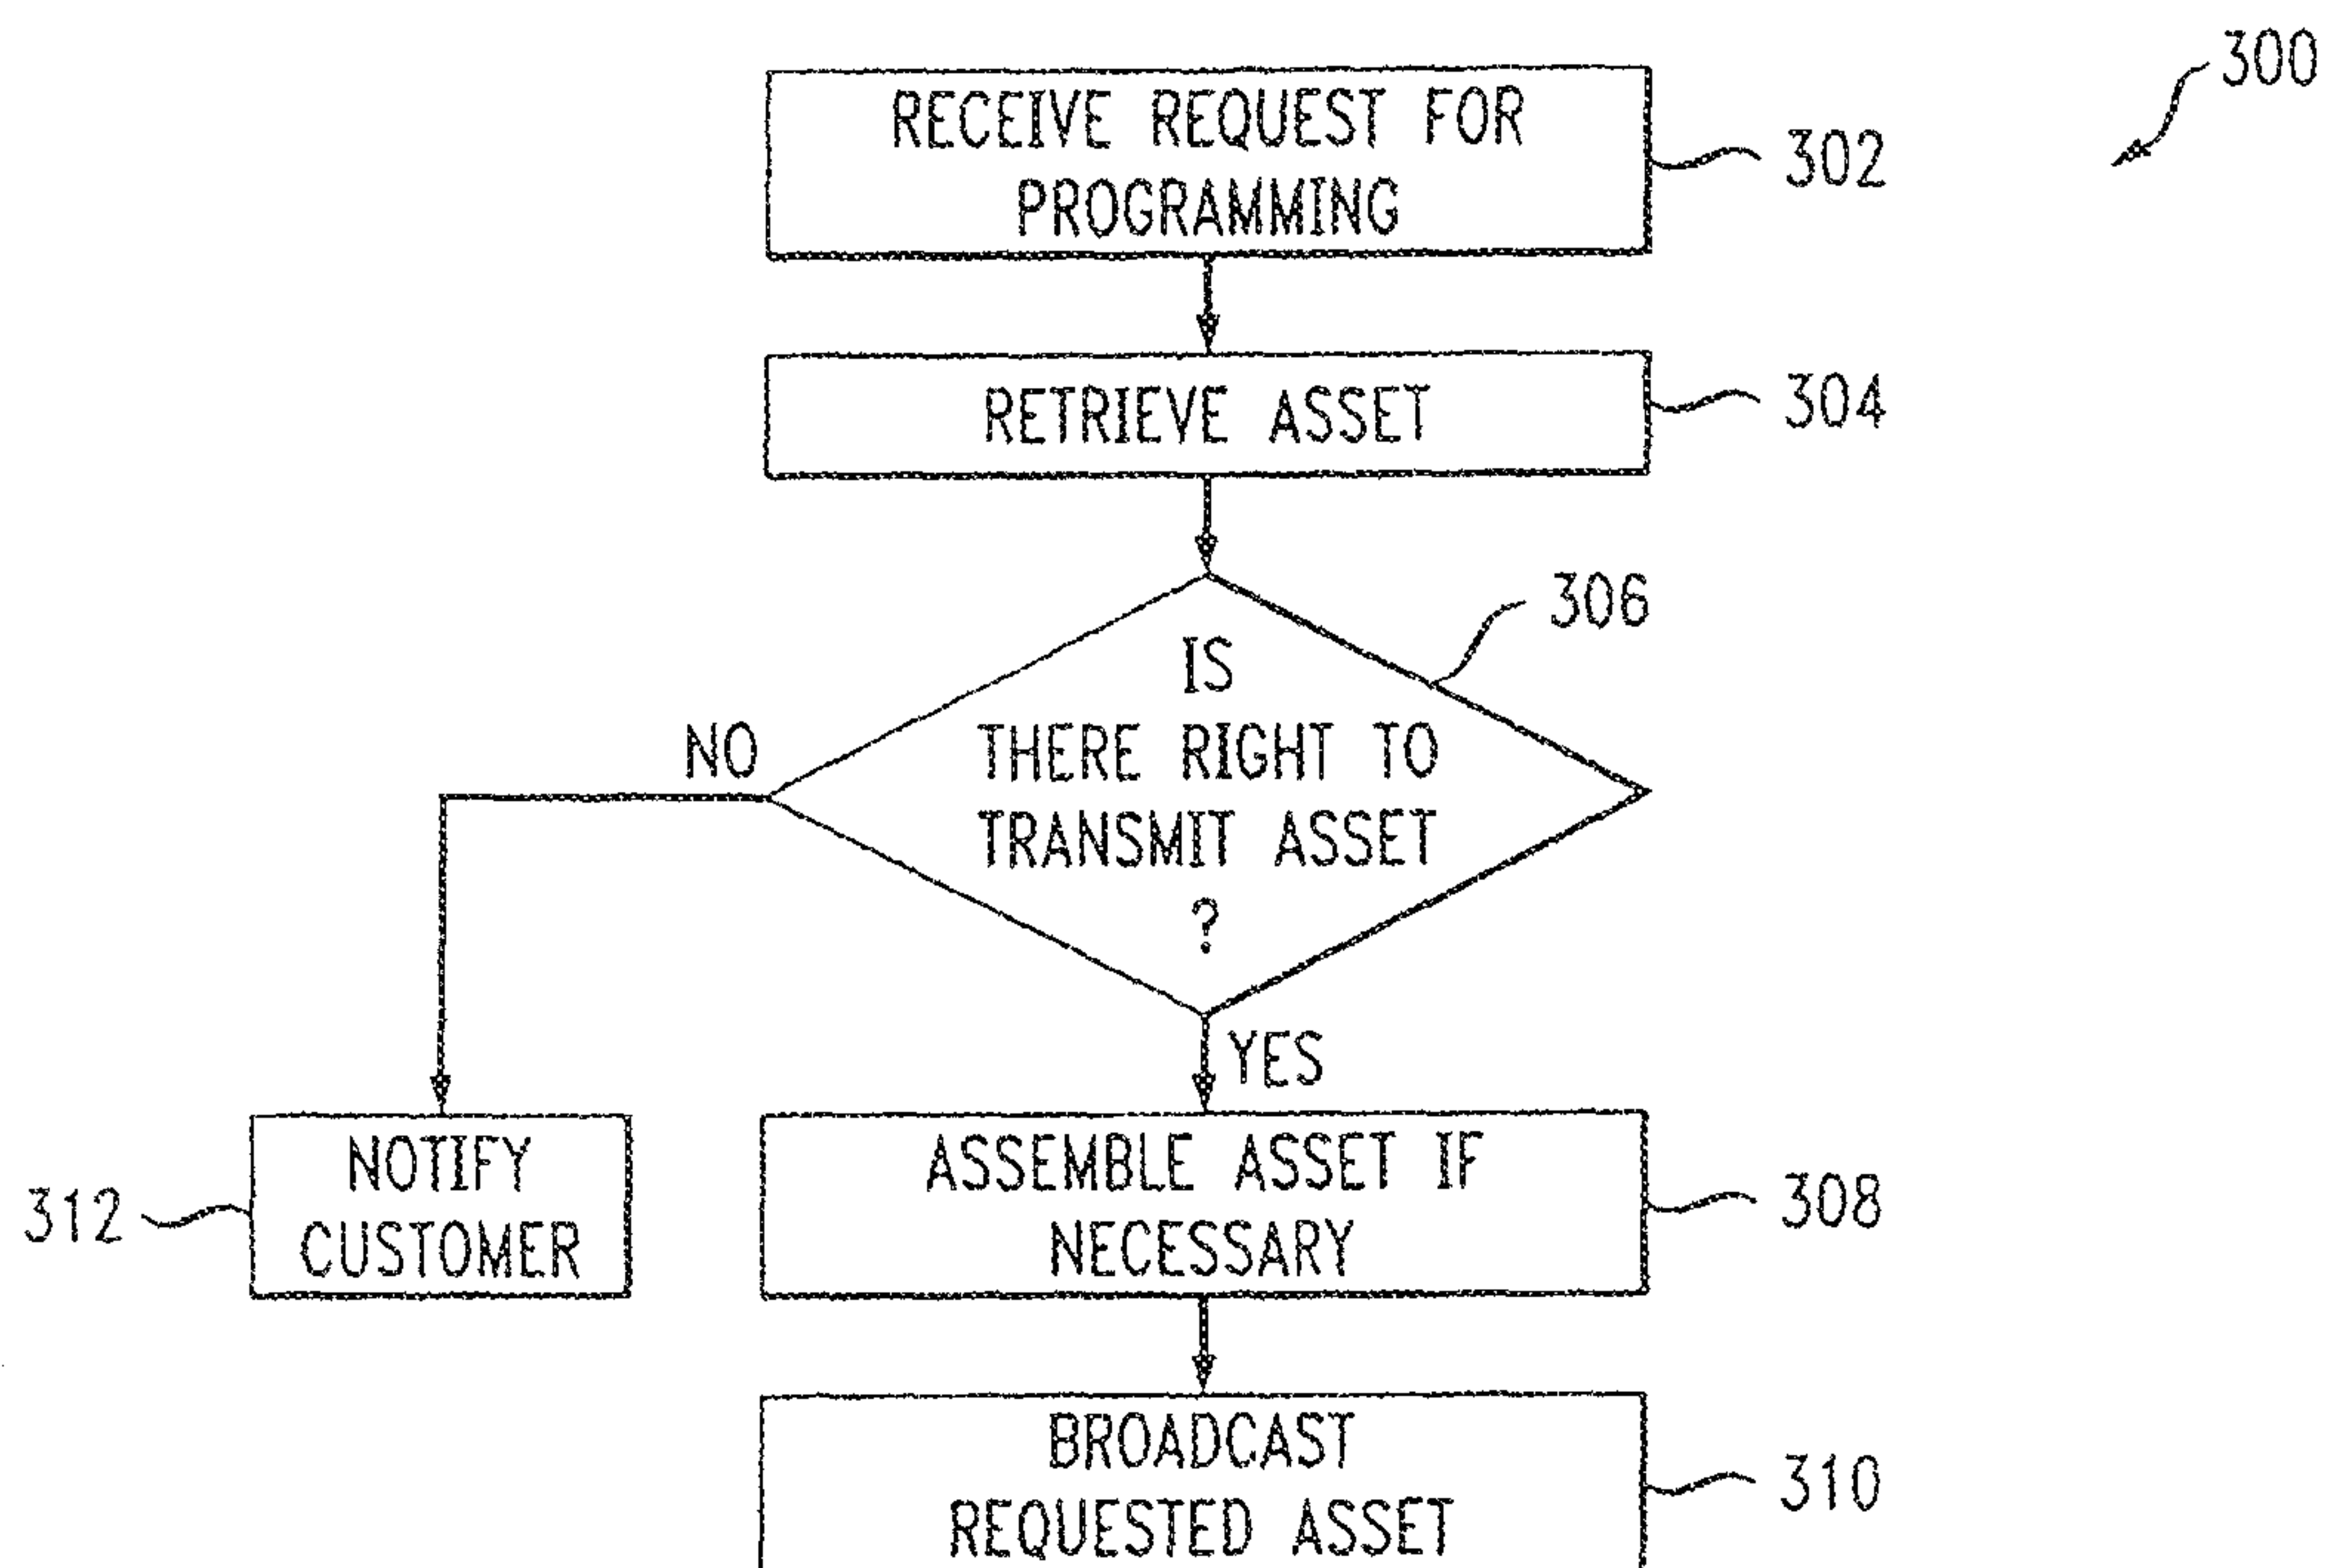 300
RECEIVE REQUEST FOR
PROGRAMMING
302
RETRIEVE ASSET
304
306
IS
THERE RIGHT TO
TRANSMIT ASSET
?
NO
YES
NOTIFY
CUSTOMER
312
ASSEMBLE ASSET IF
NECESSARY
308
BROADCAST
REQUESTED ASSET
310